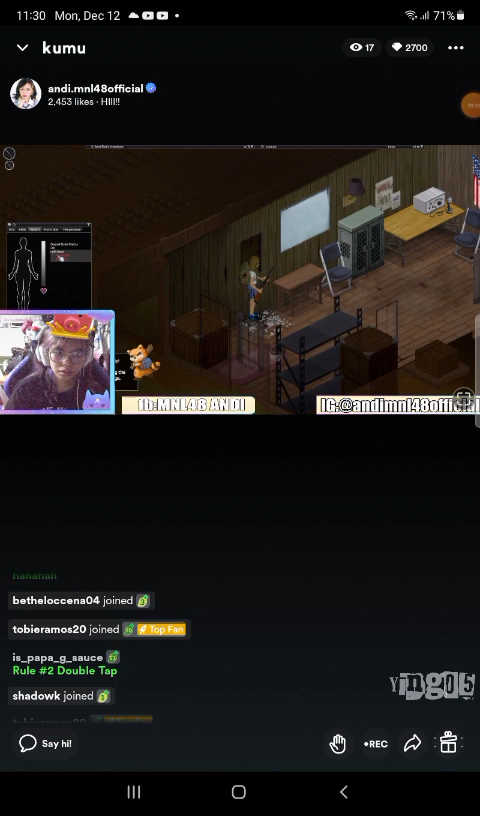 11:30 Mon, Dec 12
71%
kumu
17
2700
andi.mnl48official
2,453 likes · HIII!!
fb:MNL48 ANDI
IG:@andimnl48official
hahahah
betheloccena04 joined
tobieramos20 joined Top Fan
is_papa_g_sauce
Rule #2 Double Tap
shadowk joined
Yingo5
Say hi!
•REC